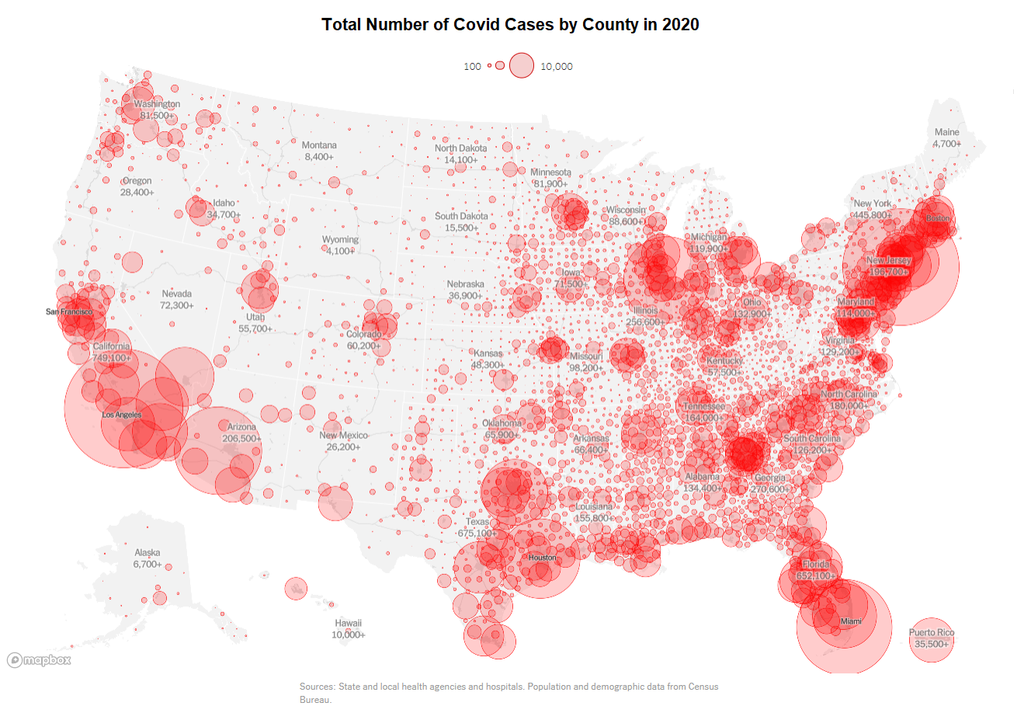 Total Number of Covid Cases by County in 2020
100 10,000
Washington
81,500+
Montana
8,400+
North Dakota
14,100+
Maine
4,700+
Minnesota
81,900+
Oregon
28,400+
Idaho
34,700+
South Dakota
15,500+
Wisconsin
88,600+
New York
445,800+
Boston
Michigan
119,900+
Wyoming
4,100+
New Jersey
198,700+
Iowa
71,500+
Nebraska
36,900+
Nevada
72,300+
San Francisco
Utah
55,700+
Illinois
256,600+
Ohio
132,900+
Maryland
114,000+
Colorado
60,200+
California
749,100+
Kansas
48,300+
Missouri
98,200+
Kentucky
57,500+
Virginia
129,200+
Los Angeles
Arizona
206,500+
New Mexico
26,200+
Oklahoma
65,900+
Arkansas
66,400+
Tennessee
164,000+
North Carolina
180,000+
South Carolina
126,200+
Alabama
134,400+
Georgia
270,600+
Louisiana
155,800+
Texas
675,100+
Houston
Alaska
6,700+
Florida
652,100+
Hawaii
10,000+
Miami
Puerto Rico
35,500+
mapbox
Sources: State and local health agencies and hospitals. Population and demographic data from Census
Bureau.